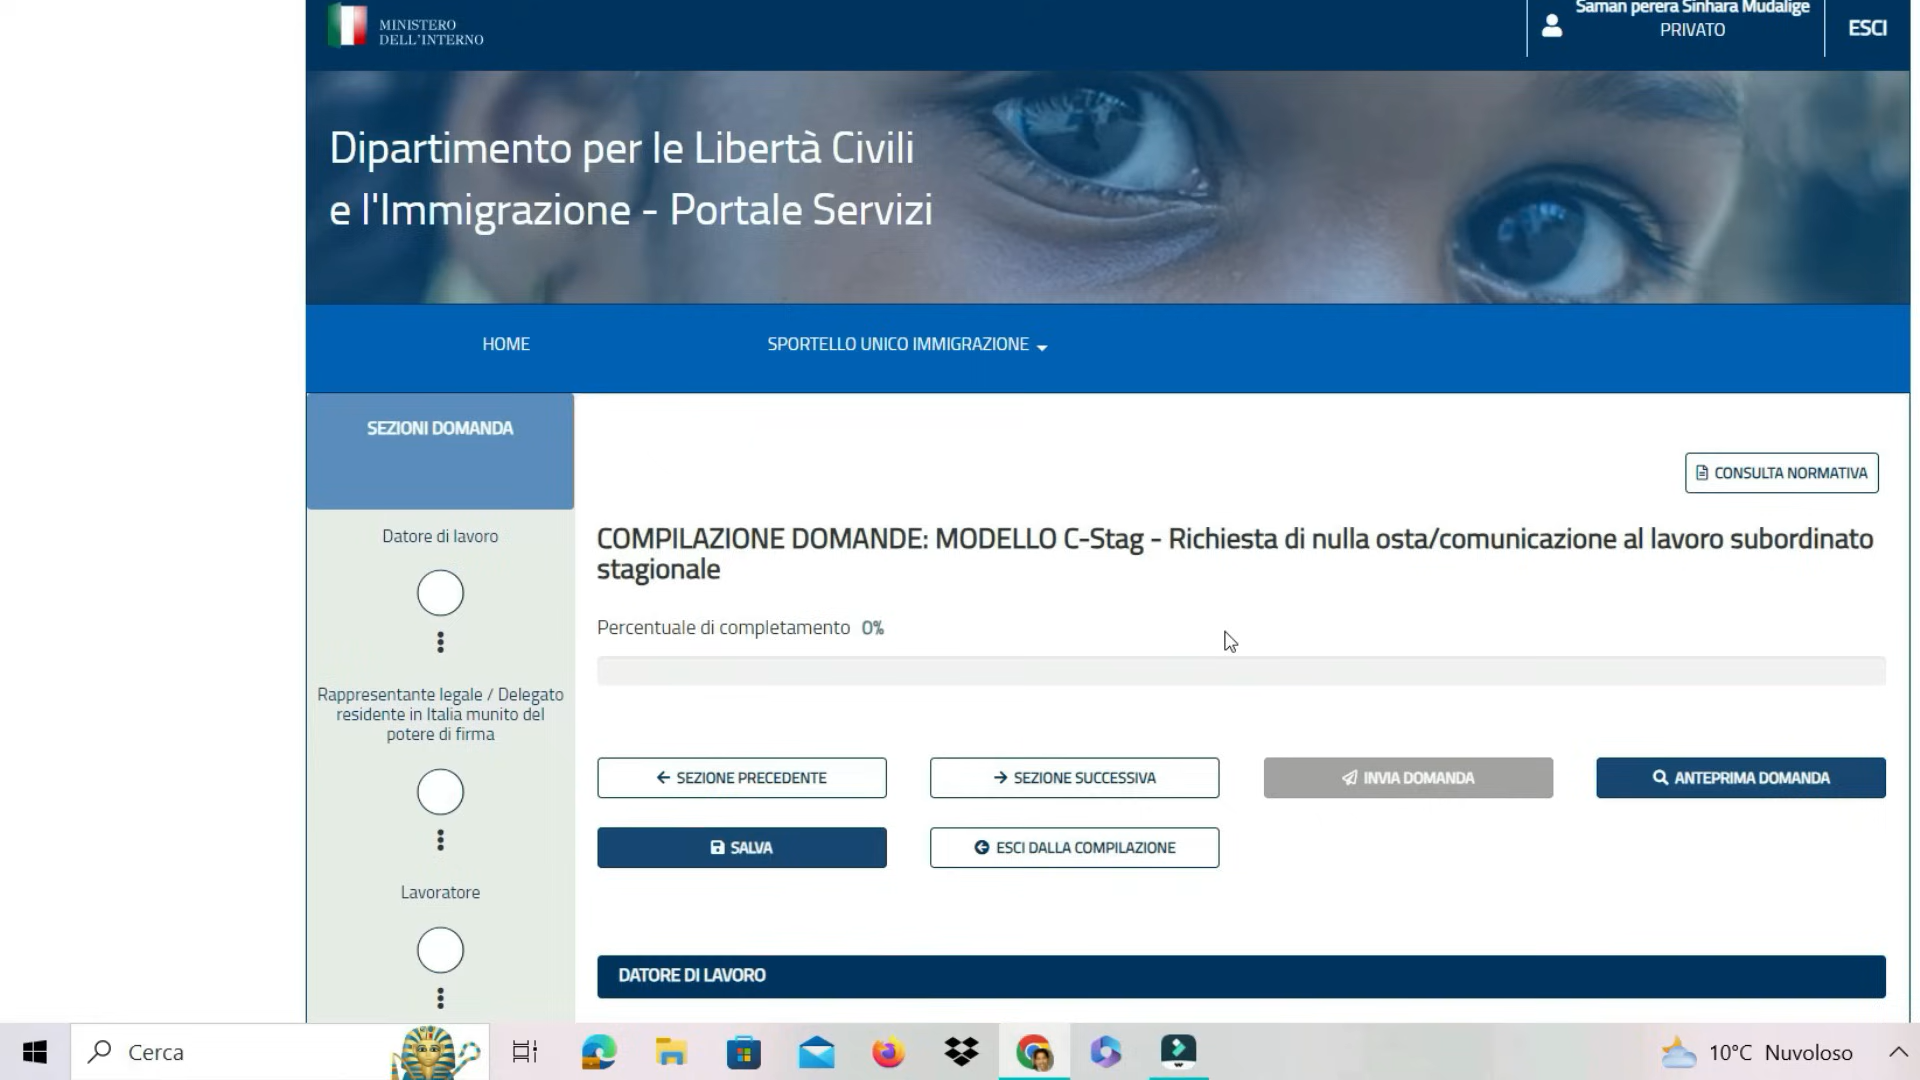 MINISTERO
DELL'INTERNO
Saman perera Sinhara Mudalige
PRIVATO
ESCI
Dipartimento per le Libertà Civili
e l'Immigrazione - Portale Servizi
HOME
SPORTELLO UNICO IMMIGRAZIONE
SEZIONI DOMANDA
CONSULTA NORMATIVA
Datore di lavoro
COMPILAZIONE DOMANDE: MODELLO C-Stag - Richiesta di nulla osta/comunicazione al lavoro subordinato
stagionale
Percentuale di completamento 0%
Rappresentante legale / Delegato
residente in Italia munito del
potere di firma
SEZIONE PRECEDENTE
SEZIONE SUCCESSIVA
INVIA DOMANDA
ANTEPRIMA DOMANDA
SALVA
ESCI DALLA COMPILAZIONE
Lavoratore
DATORE DI LAVORO
Cerca
10°C Nuvoloso